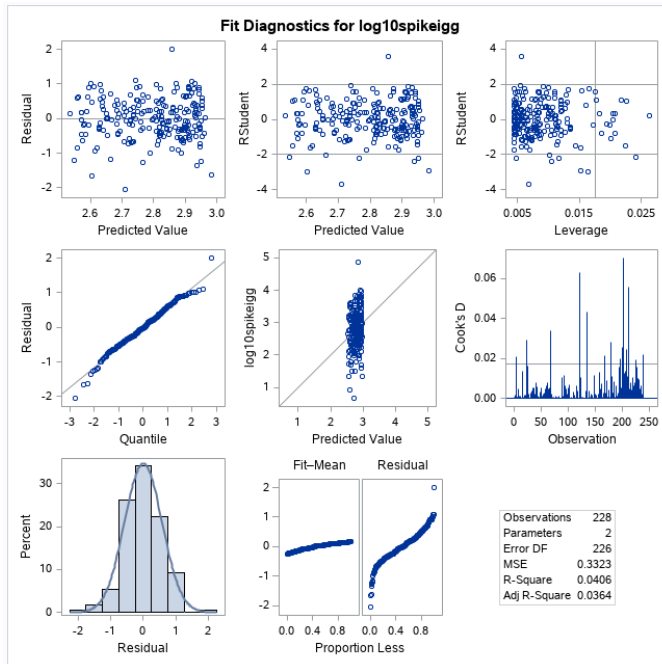 Fit Diagnostics for log10spikeigg
2
1
0
-1
-2
Residual
2.6 2.7 2.8 2.9 3.0
Predicted Value
4
2
0
-2
-4
RStudent
2.6 2.7 2.8 2.9 3.0
Predicted Value
4
2
0
-2
-4
RStudent
0.005 0.015 0.025
Leverage
2
1
0
-1
-2
Residual
-3 -2 -1 0 1 2 3
Quantile
5
4
3
2
1
log10spikeigg
1 2 3 4 5
Predicted Value
0.06
0.04
0.02
0.00
Cook's D
0 50 100 150 200 250
Observation
30
20
10
0
Percent
-2 -1 0 1 2
Residual
Fit–Mean Residual
2
1
0
-1
-2
0.0 0.4 0.8 0.0 0.4 0.8
Proportion Less
Observations 228
Parameters 2
Error DF 226
MSE 0.3323
R-Square 0.0406
Adj R-Square 0.0364